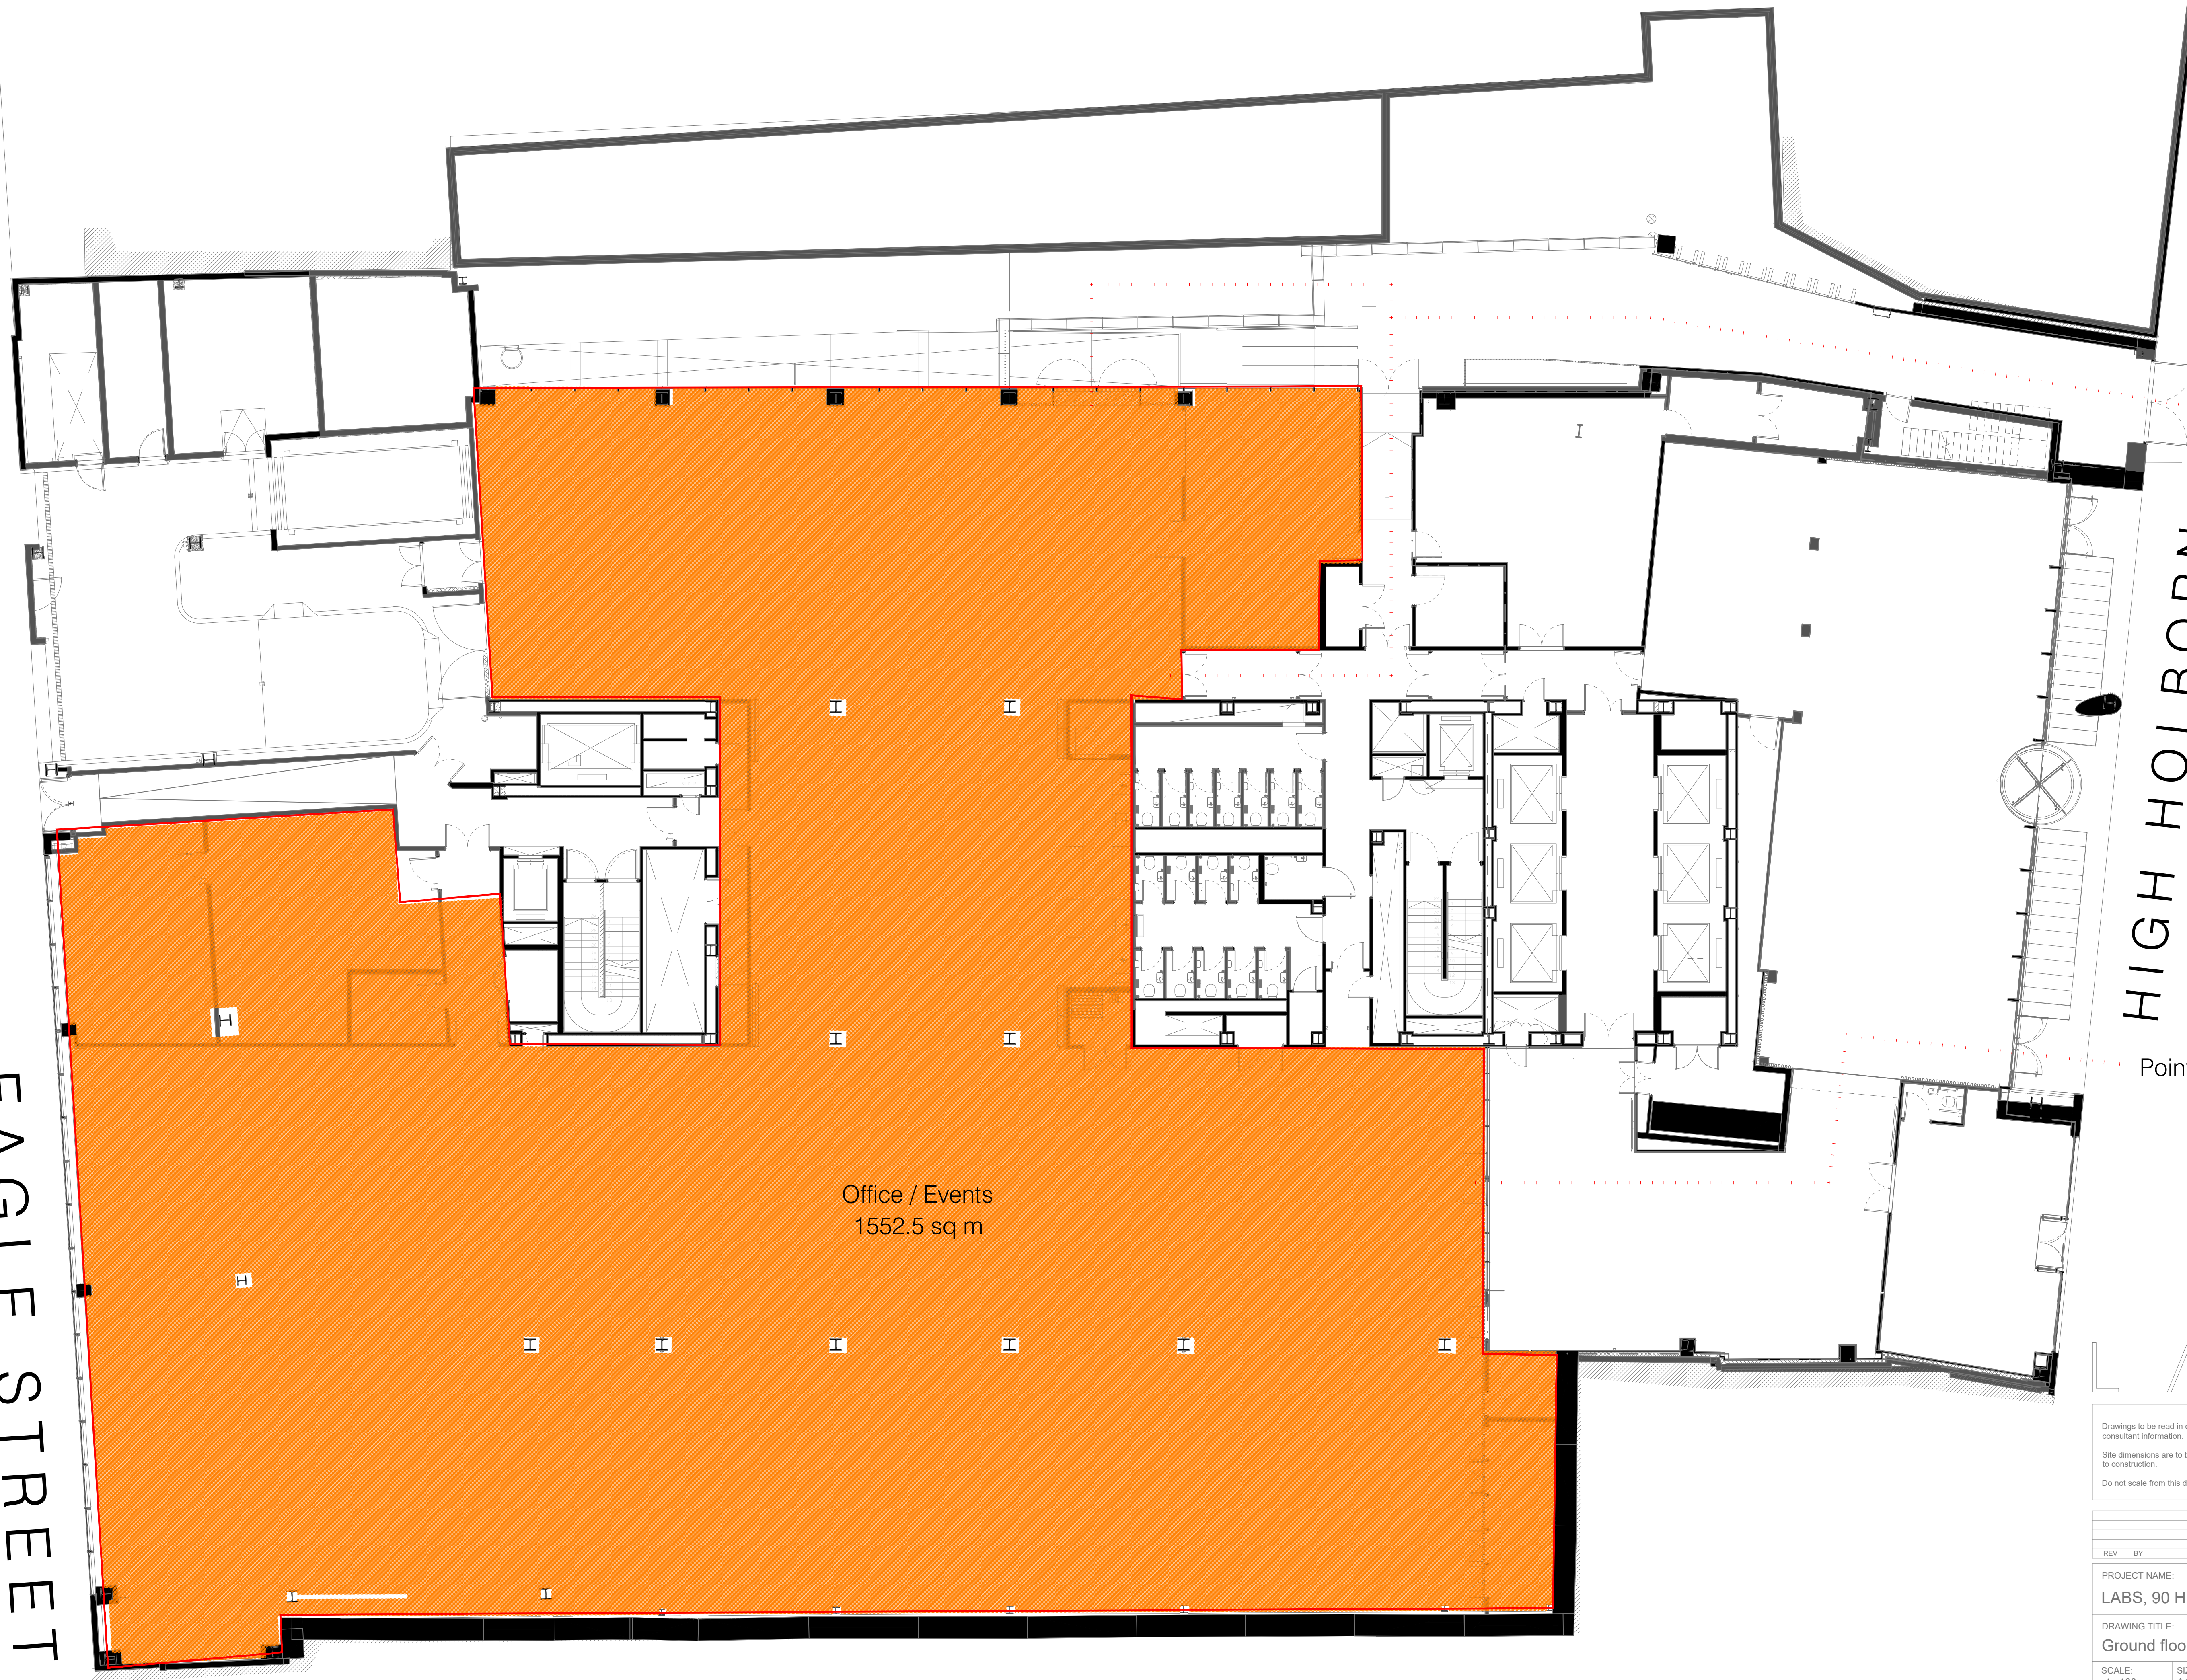 HIGH HOLBORN
EAGLE STREET
Office / Events
1552.5 sq m
Drawings to be read in
consultant information.
Site dimensions are to
to construction.
Do not scale from this
REV BY
PROJECT NAME:
LABS, 90 H
DRAWING TITLE:
Ground floo
SCALE: